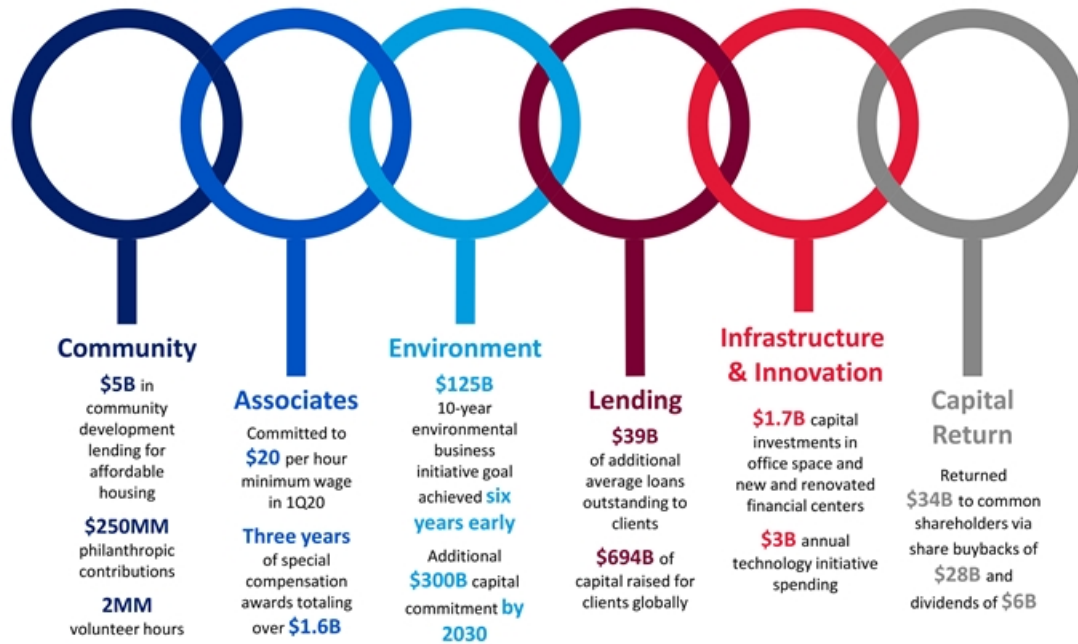 Community
$5B in
community
development
lending for
affordable
housing
$250MM
philanthropic
contributions
2MM
volunteer hours
Associates
Committed to
$20 per hour
minimum wage
in 1Q20
Three years
of special
compensation
awards totaling
over $1.6B
Environment
$125B
10-year
environmental
business
initiative goal
achieved six
years early
Additional
$300B capital
commitment by
2030
Lending
$39B
of additional
average loans
outstanding to
clients
$694B of
capital raised for
clients globally
Infrastructure
& Innovation
$1.7B capital
investments in
office space and
new and renovated
financial centers
$3B annual
technology initiative
spending
Capital
Return
Returned
$34B to common
shareholders via
share buybacks of
$28B and
dividends of $6B